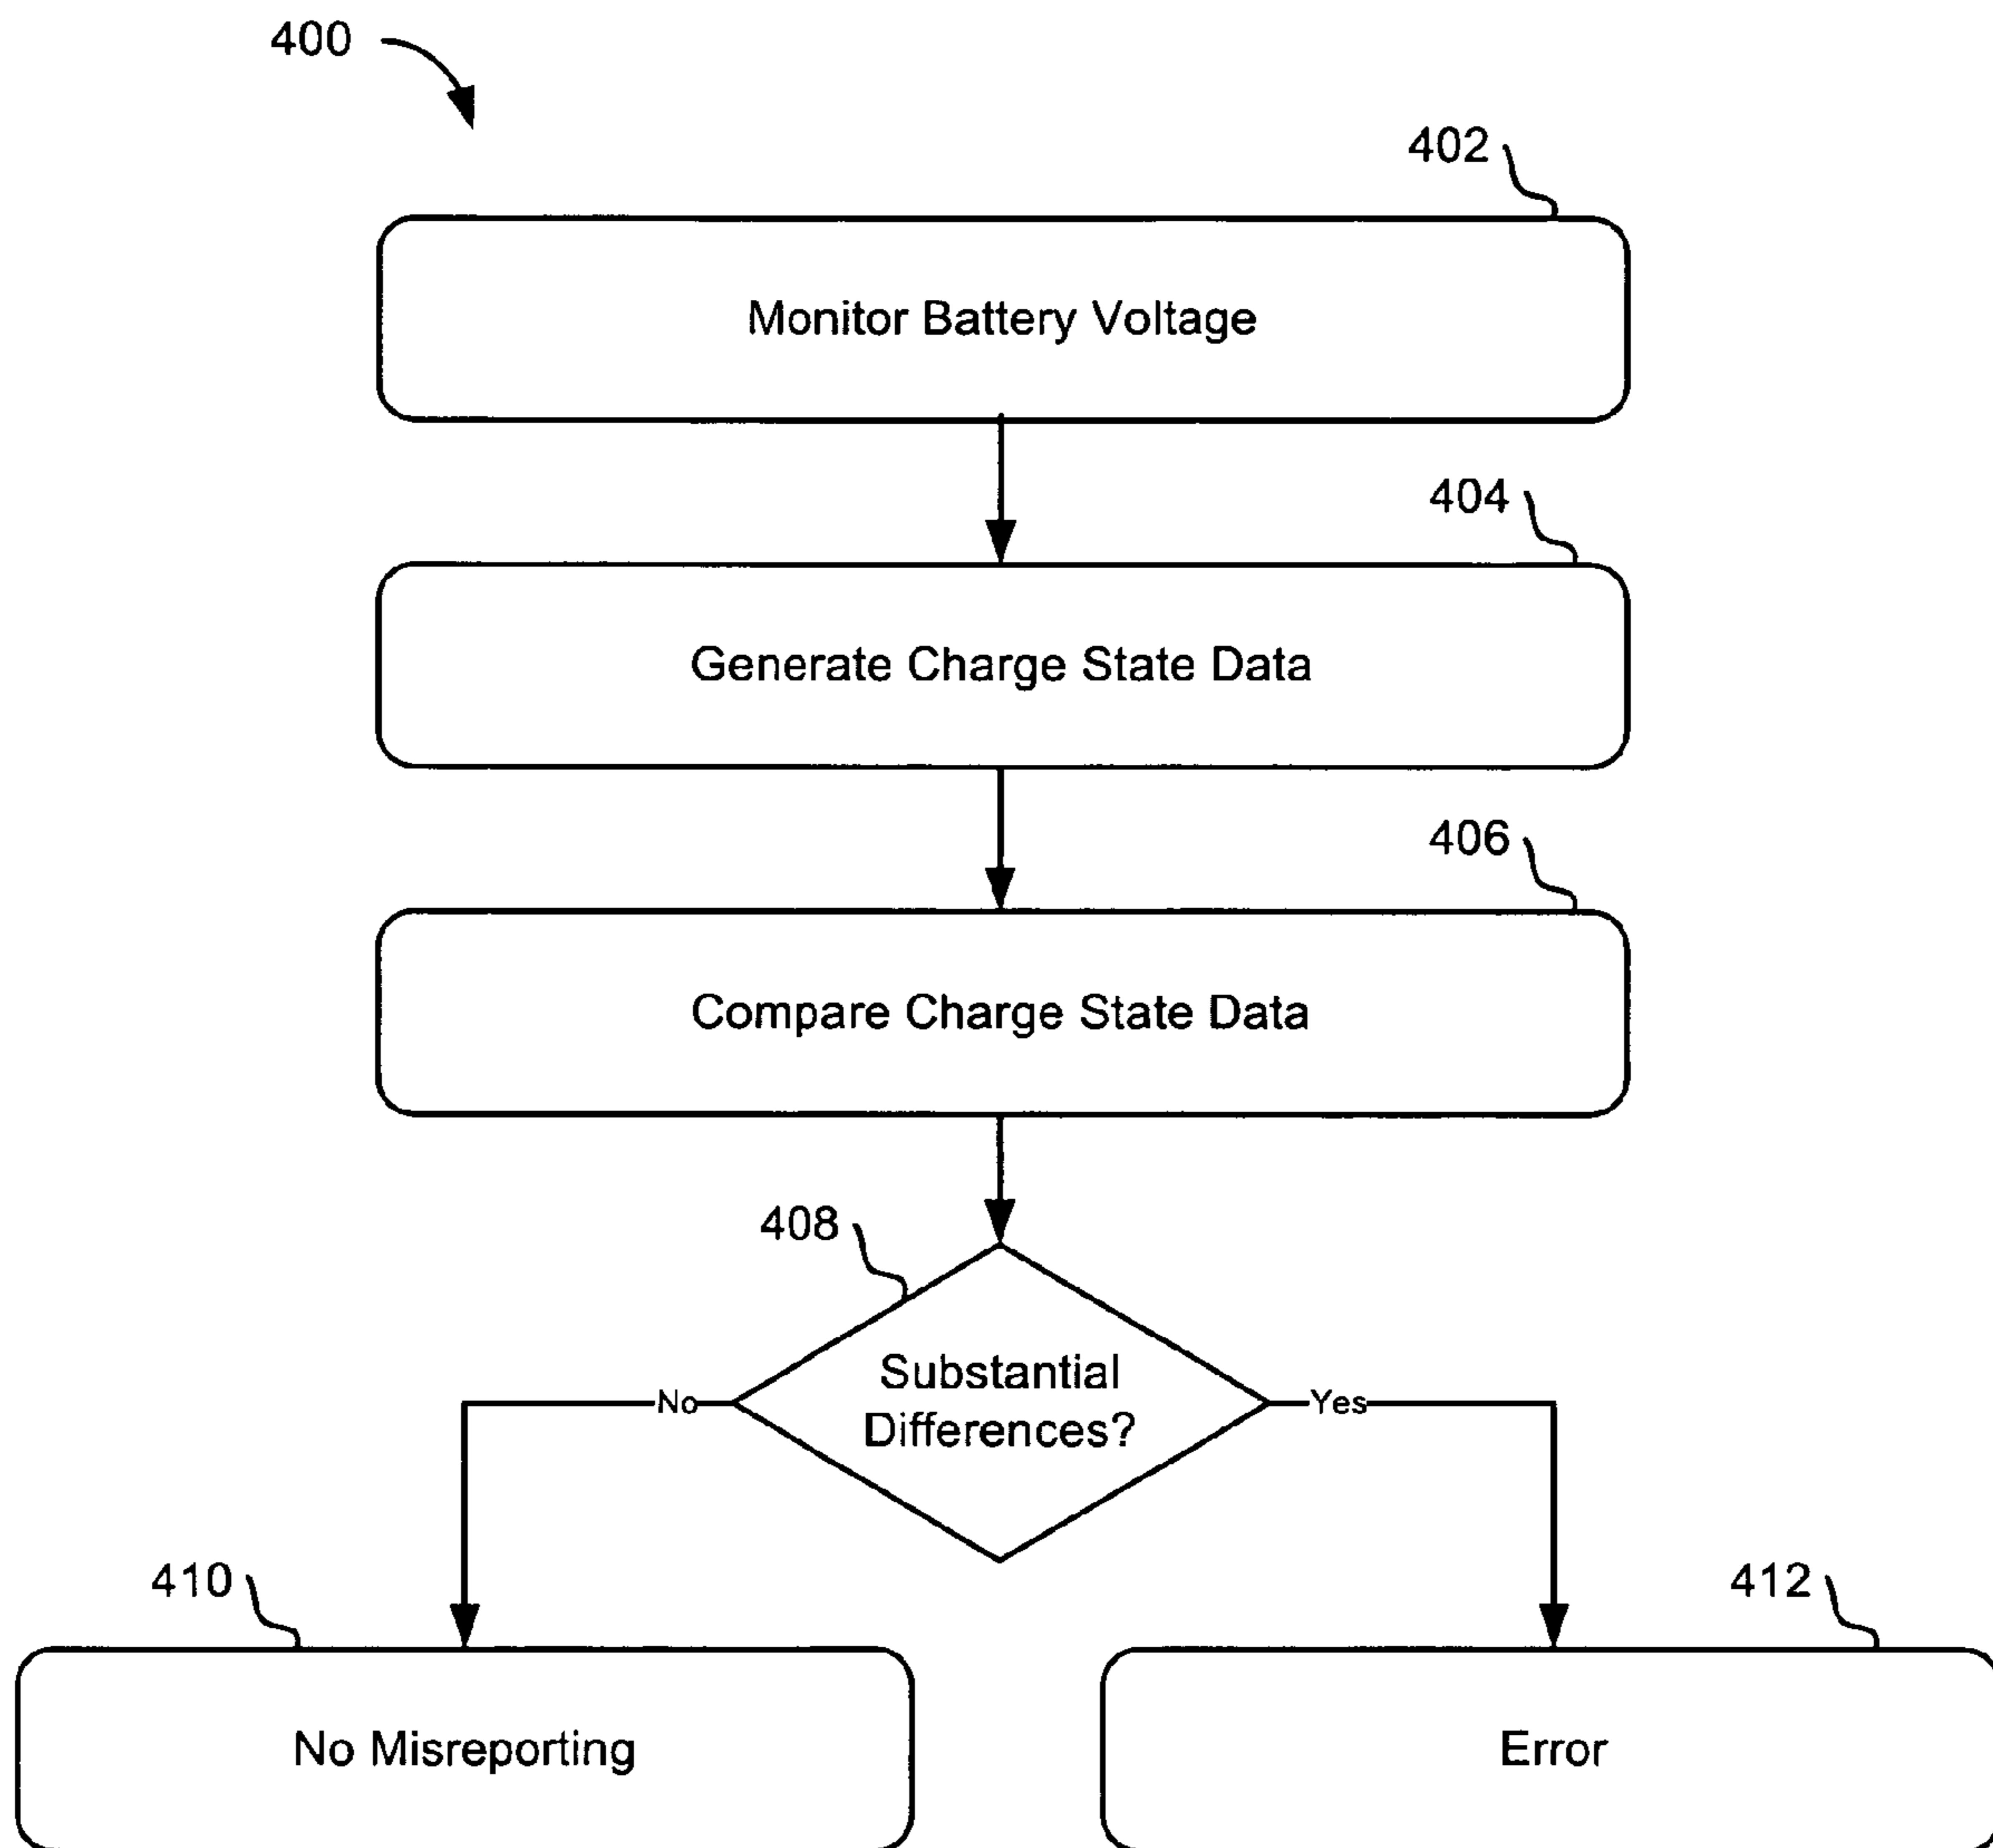 400
402
Monitor Battery Voltage
404
Generate Charge State Data
406
Compare Charge State Data
408
Substantial
Differences?
No
Yes
410
412
No Misreporting
Error